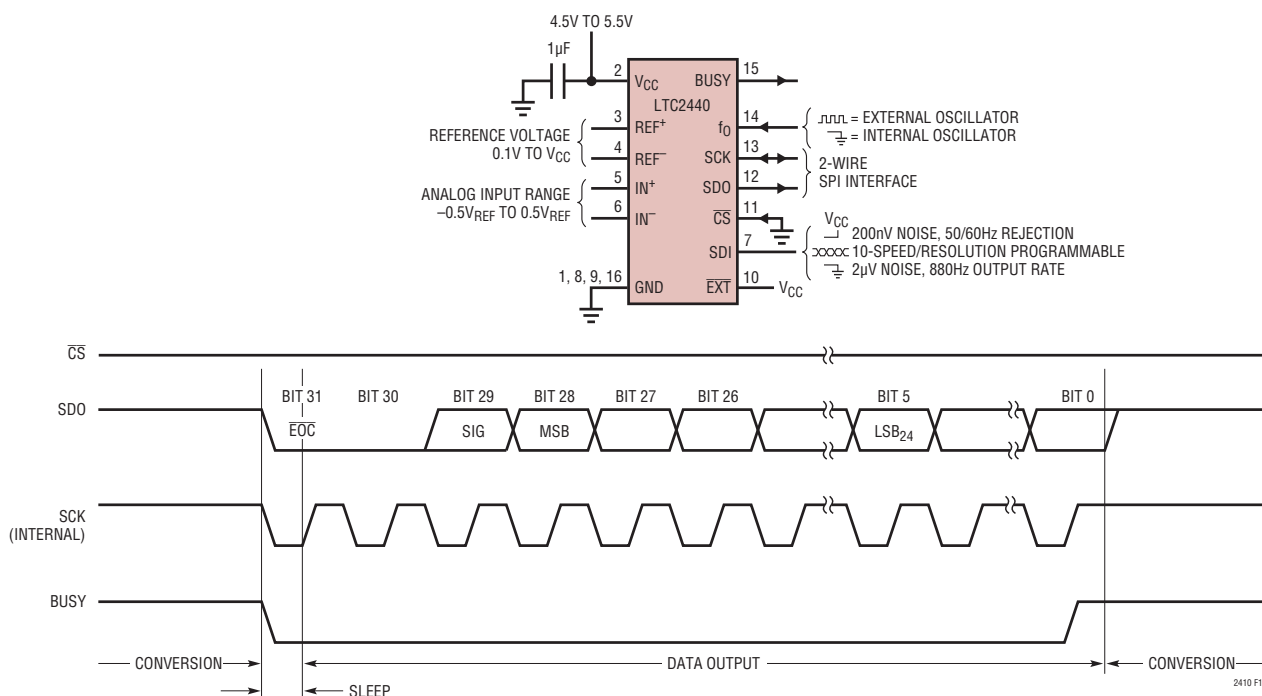 4.5V TO 5.5V
1µF
2
VCC
BUSY
15
LTC2440
REFERENCE VOLTAGE
0.1V TO VCC
3
REF+
4
REF–
fO
14
= EXTERNAL OSCILLATOR
= INTERNAL OSCILLATOR
SCK
13
SDO
12
2-WIRE
SPI INTERFACE
ANALOG INPUT RANGE
–0.5VREF TO 0.5VREF
5
IN+
6
IN–
CS
11
SDI
7
VCC
200nV NOISE, 50/60Hz REJECTION
10-SPEED/RESOLUTION PROGRAMMABLE
2µV NOISE, 880Hz OUTPUT RATE
1, 8, 9, 16
GND
EXT
10
VCC
CS
SDO
BIT 31
BIT 30
BIT 29
BIT 28
BIT 27
BIT 26
BIT 5
BIT 0
EOC
SIG
MSB
LSB24
SCK
(INTERNAL)
BUSY
CONVERSION
DATA OUTPUT
CONVERSION
SLEEP
2410 F1